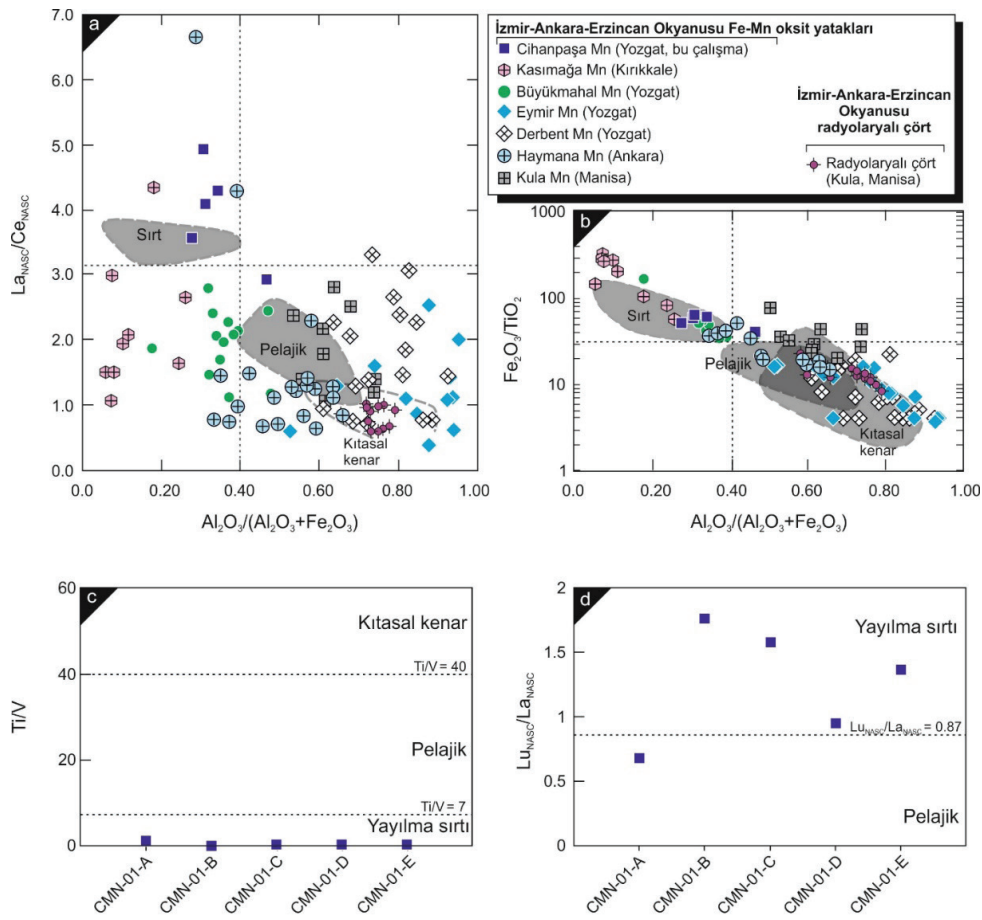 a
7.0
6.0
5.0
4.0
3.0
2.0
1.0
0.0
La_NASC/Ce_NASC
Sırt
Pelajik
Kıtasal
kenar
0.0
0.20
0.40
0.60
0.80
1.00
Al₂O₃/(Al₂O₃+Fe₂O₃)
İzmir-Ankara-Erzincan Okyanusu Fe-Mn oksit yatakları
Cihanpaşa Mn (Yozgat, bu çalışma)
Kasımağa Mn (Kırıkkale)
Büyükmahal Mn (Yozgat)
Eymir Mn (Yozgat)
Derbent Mn (Yozgat)
Haymana Mn (Ankara)
Kula Mn (Manisa)
İzmir-Ankara-Erzincan
Okyanusu
radyolaryalı çört
Radyolaryalı çört
(Kula, Manisa)
b
1000
100
10
1
Fe₂O₃/TiO₂
Sırt
Pelajik
Kıtasal
kenar
0.0
0.20
0.40
0.60
0.80
1.00
Al₂O₃/(Al₂O₃+Fe₂O₃)
c
60
40
20
0
Ti/V
Kıtasal kenar
Ti/V = 40
Pelajik
Ti/V = 7
Yayılma sırtı
CMN-01-A
CMN-01-B
CMN-01-C
CMN-01-D
CMN-01-E
d
2
1.5
1
0.5
0
Lu_NASC/La_NASC
Yayılma sırtı
Lu_NASC/La_NASC = 0.87
Pelajik
CMN-01-A
CMN-01-B
CMN-01-C
CMN-01-D
CMN-01-E